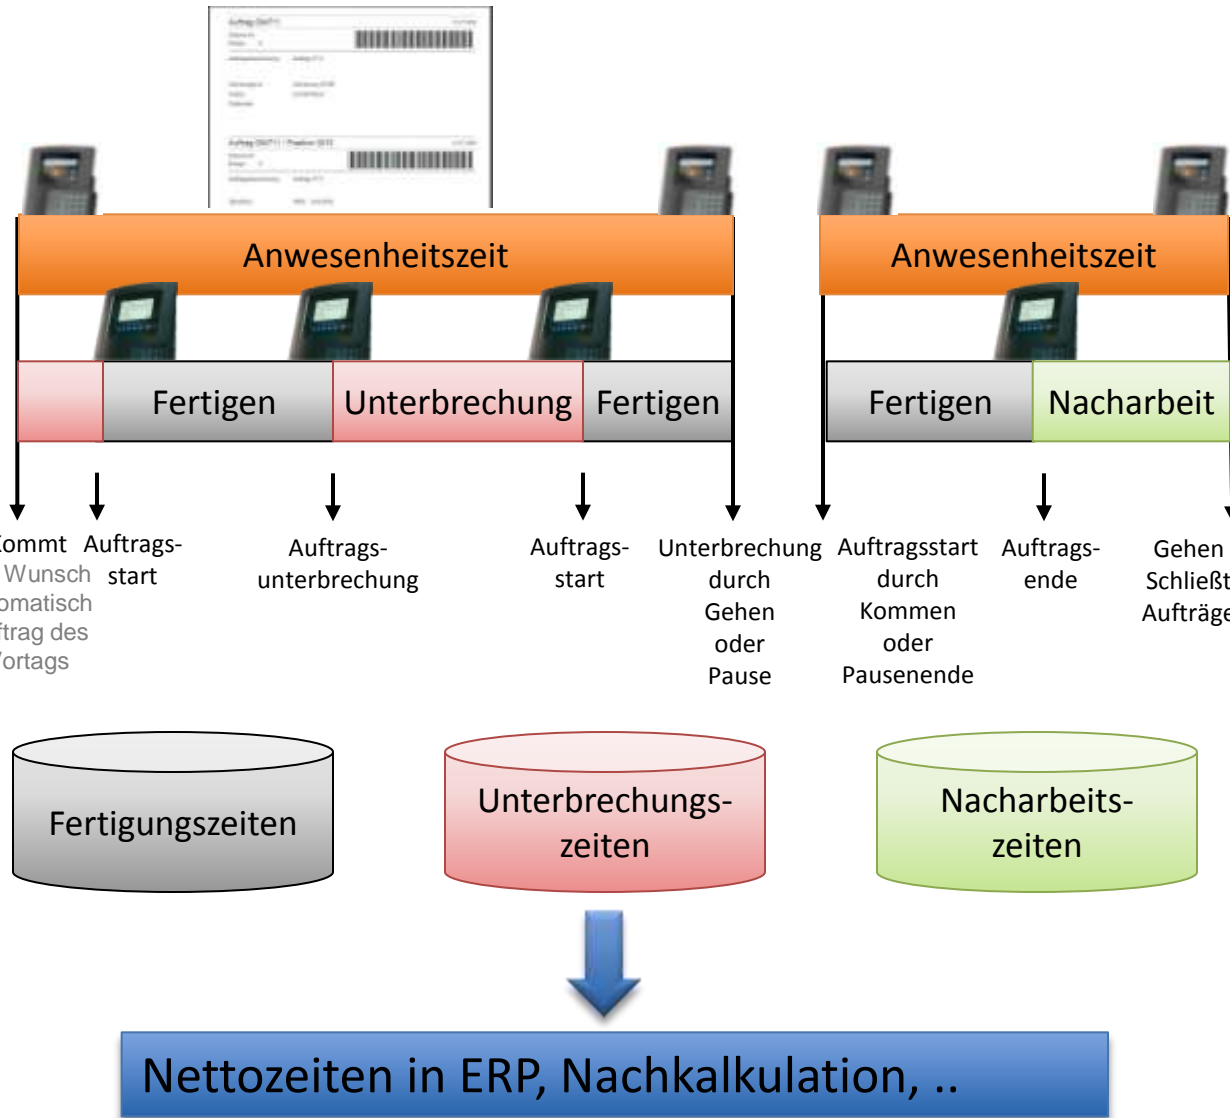 Anwesenheitszeit
Anwesenheitszeit
Fertigen
Unterbrechung
Fertigen
Fertigen
Nacharbeit
ommt
Wunsch
omatisch
ftrag des
ortags
Auftrags-
start
Auftrags-
unterbrechung
Auftrags-
start
Unterbrechung
durch
Gehen
oder
Pause
Auftragsstart
durch
Kommen
oder
Pausenende
Auftrags-
ende
Gehen
Schließt
Aufträge
Fertigungszeiten
Unterbrechungs-
zeiten
Nacharbeits-
zeiten
Nettozeiten in ERP, Nachkalkulation, ..